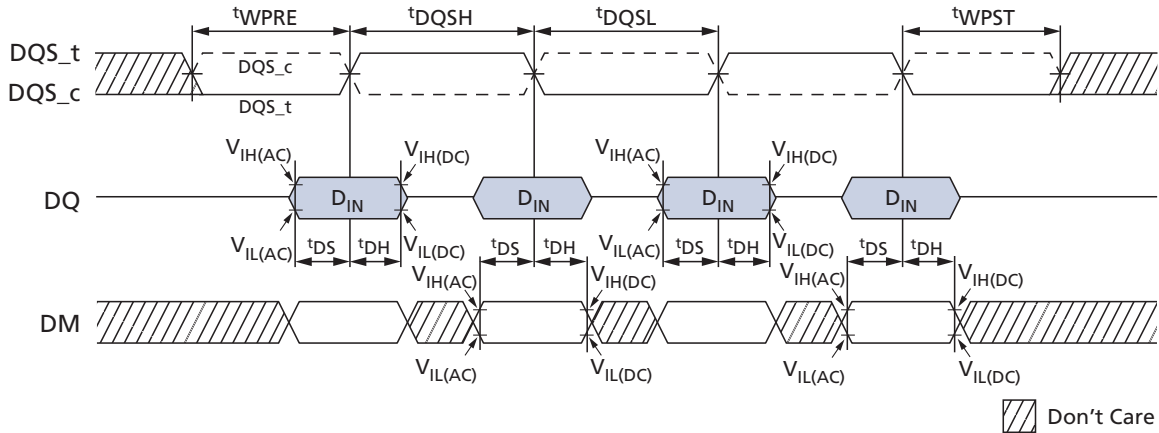 tWPRE tDQSH tDQSL tWPST
DQS_t
DQS_c
DQS_c
DQS_t
VIH(AC) VIH(DC) VIH(AC) VIH(DC)
DQ DIN DIN DIN DIN
VIL(AC) tDS tDH VIL(DC) tDS tDH VIL(AC) tDS tDH VIL(DC) tDS tDH
VIH(AC) VIH(DC) VIH(AC) VIH(DC)
DM
VIL(AC) VIL(DC) VIL(AC) VIL(DC)
Don't Care